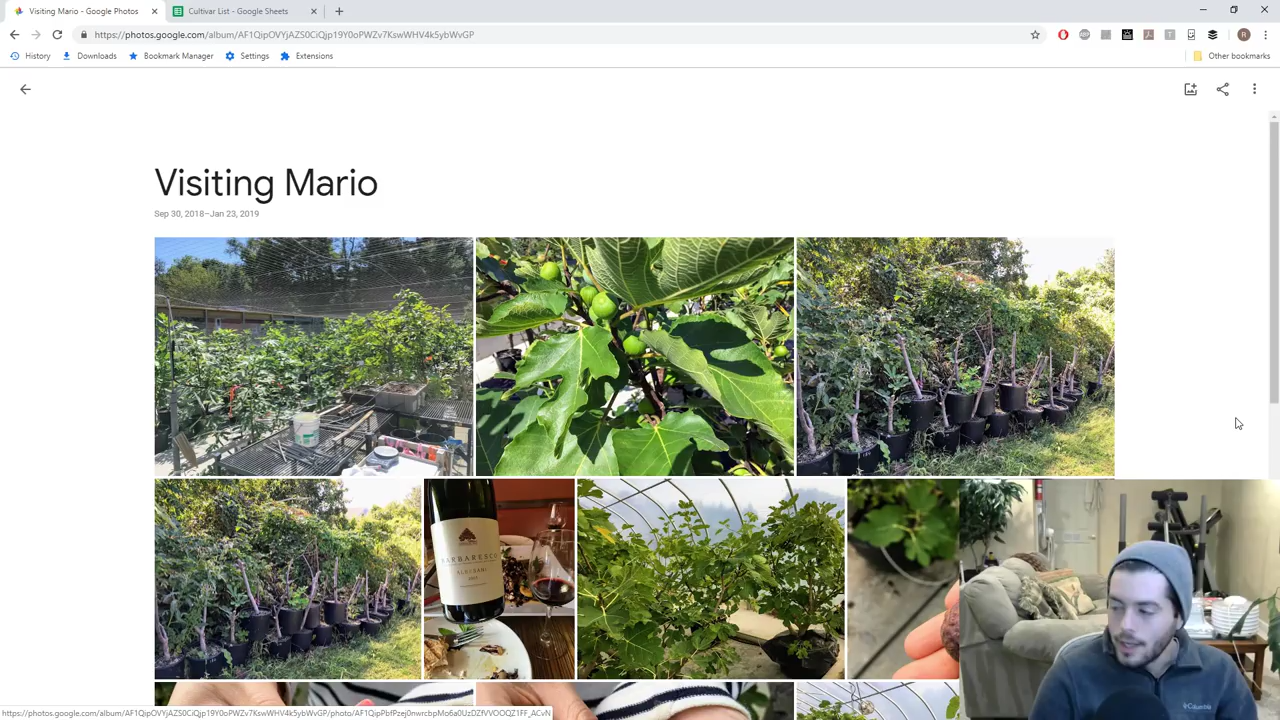 Visiting Mario - Google Photos
Cultivar List - Google Sheets
https://photos.google.com/album/AF1QipOVYjAZS0CiQjp19Y0oPWZv7KswWHV4k5ybWvGP
R
History
Downloads
Bookmark Manager
Settings
Extensions
Other bookmarks
Visiting Mario
Sep 30, 2018–Jan 23, 2019
BARBARESCO
Columbia